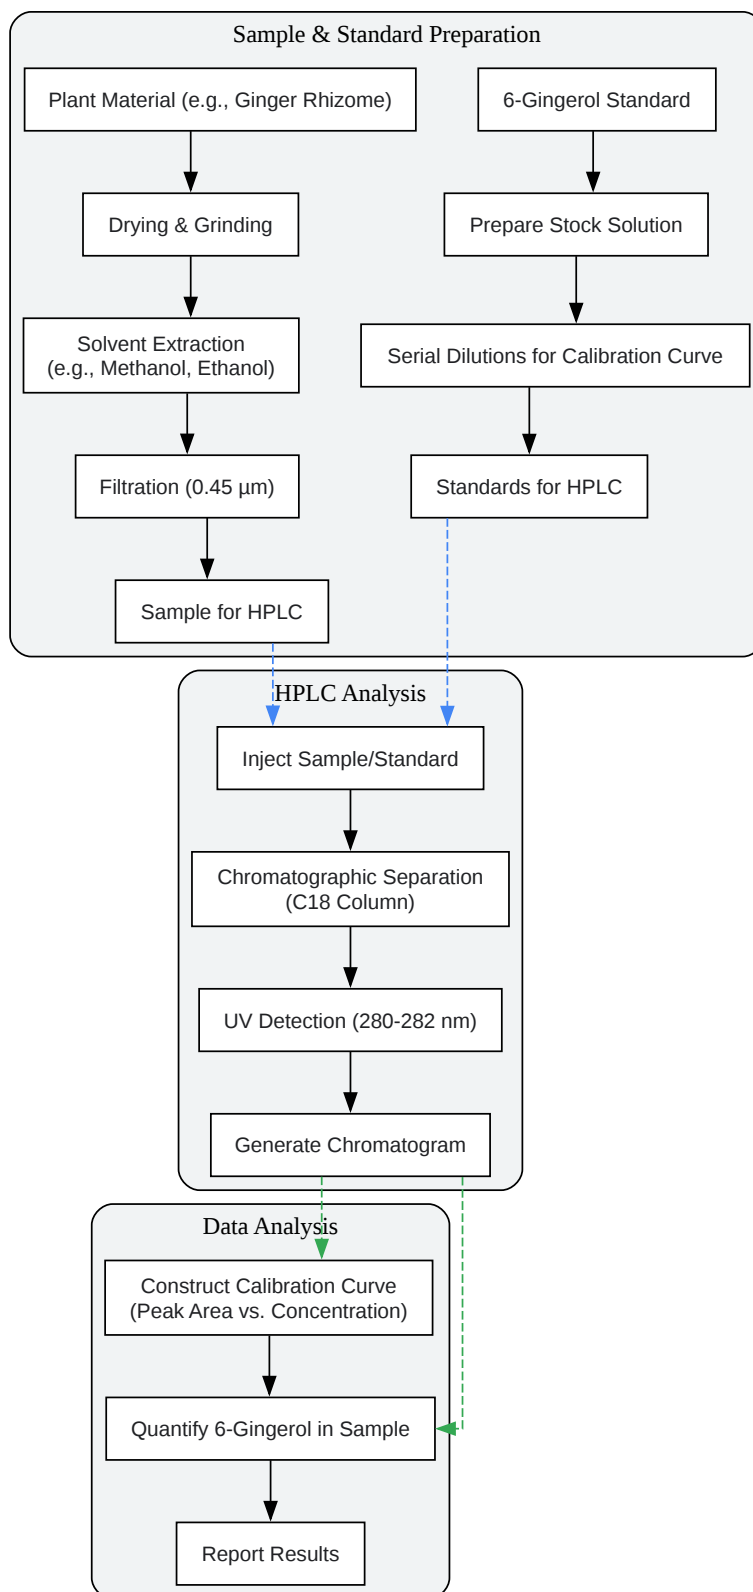 Sample & Standard Preparation
Plant Material (e.g., Ginger Rhizome)
6-Gingerol Standard
Drying & Grinding
Prepare Stock Solution
Solvent Extraction
(e.g., Methanol, Ethanol)
Serial Dilutions for Calibration Curve
Filtration (0.45 µm)
Standards for HPLC
Sample for HPLC
HPLC Analysis
Inject Sample/Standard
Chromatographic Separation
(C18 Column)
UV Detection (280-282 nm)
Generate Chromatogram
Data Analysis
Construct Calibration Curve
(Peak Area vs. Concentration)
Quantify 6-Gingerol in Sample
Report Results